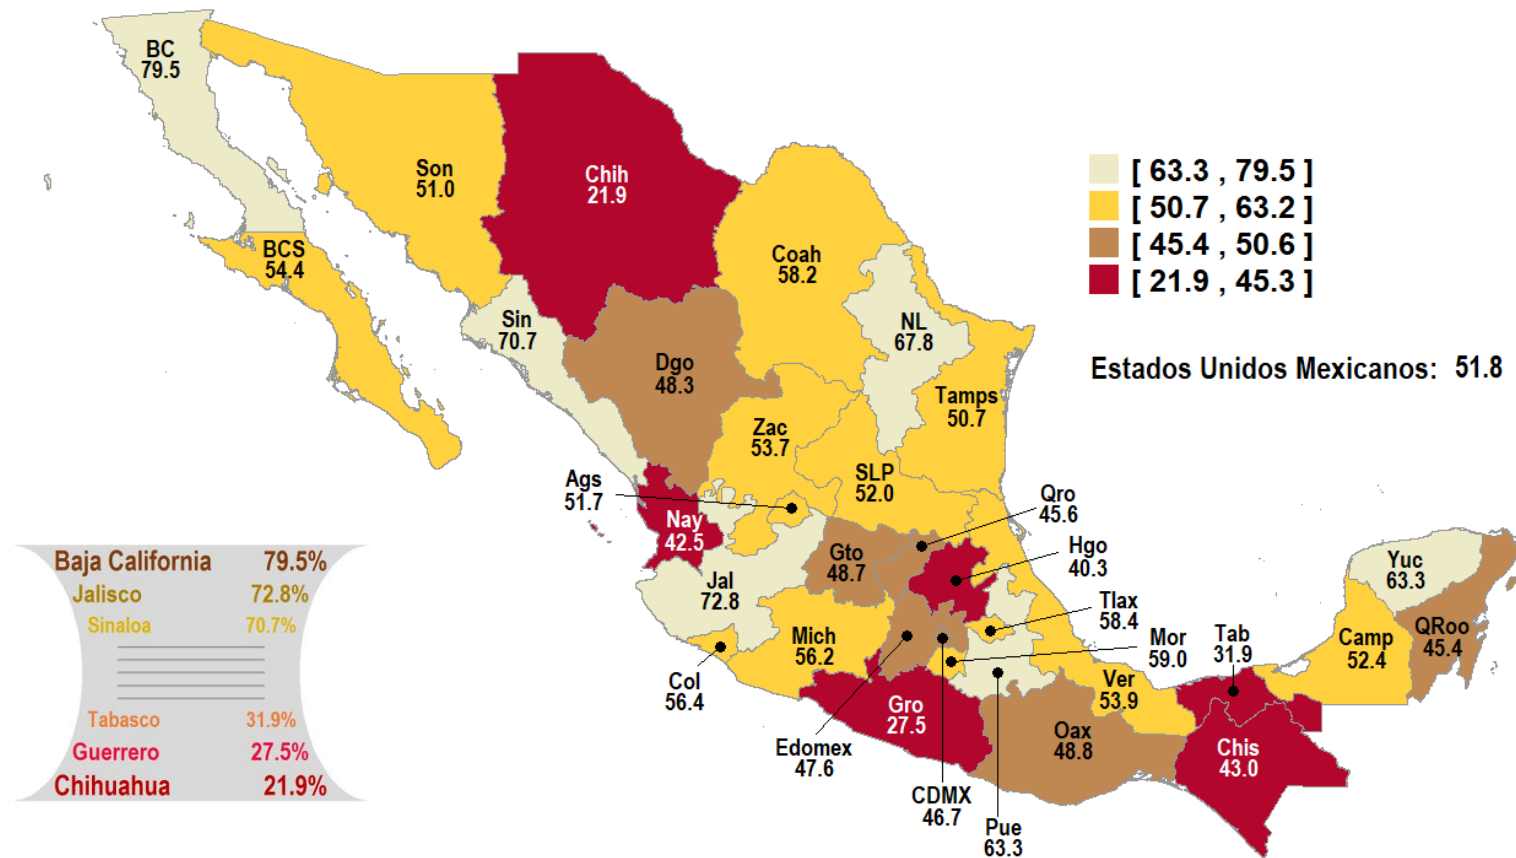 BC
79.5
Son
51.0
Chih
21.9
BCS
54.4
Coah
58.2
Sin
70.7
NL
67.8
Dgo
48.3
Tamps
50.7
Zac
53.7
SLP
52.0
Ags
51.7
Nay
42.5
Qro
45.6
Gto
48.7
Hgo
40.3
Jal
72.8
Tlax
58.4
Mich
56.2
Mor
59.0
Tab
31.9
Yuc
63.3
Camp
52.4
QRoo
45.4
Col
56.4
Ver
53.9
Gro
27.5
Oax
48.8
Chis
43.0
Edomex
47.6
CDMX
46.7
Pue
63.3
[ 63.3 , 79.5 ]
[ 50.7 , 63.2 ]
[ 45.4 , 50.6 ]
[ 21.9 , 45.3 ]
Estados Unidos Mexicanos: 51.8
Baja California 79.5%
Jalisco 72.8%
Sinaloa 70.7%
Tabasco 31.9%
Guerrero 27.5%
Chihuahua 21.9%